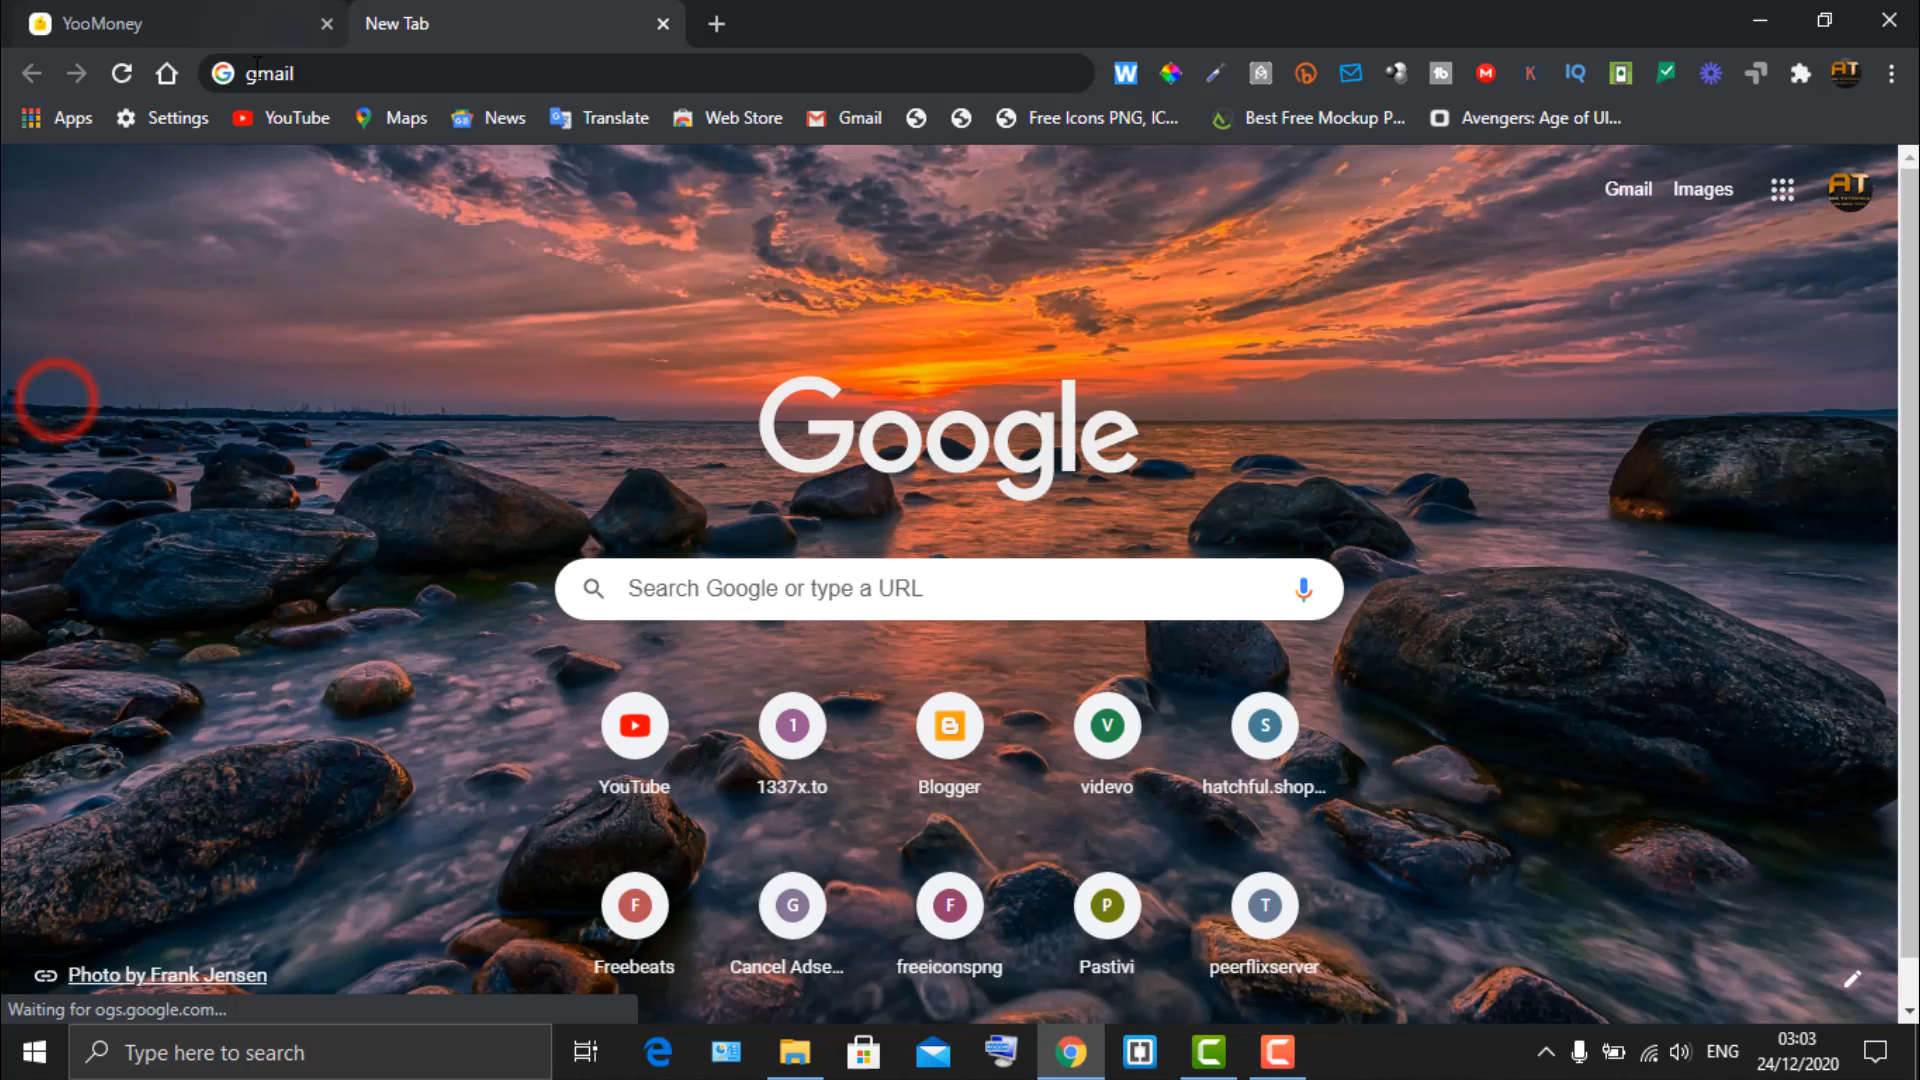 YooMoney
New Tab
gmail
Apps
Settings
YouTube
Maps
News
Translate
Web Store
Gmail
Free Icons PNG, IC...
Best Free Mockup P...
Avengers: Age of Ul...
Gmail
Images
Google
Search Google or type a URL
YouTube
1337x.to
Blogger
videvo
hatchful.shop...
Freebeats
Cancel Adse...
freeiconspng
Pastivi
peerflixserver
Photo by Frank Jensen
Waiting for ogs.google.com...
Type here to search
ENG
03:03
24/12/2020